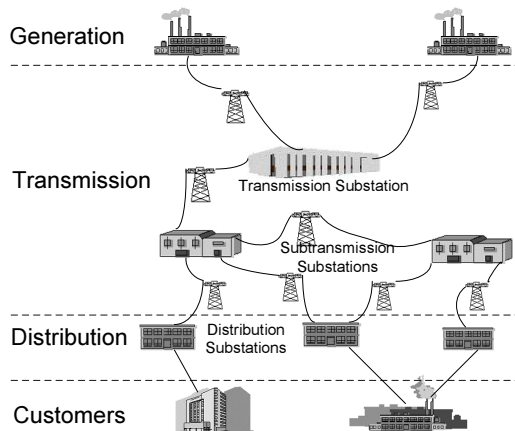 Generation
Transmission
Transmission Substation
Subtransmission
Substations
Distribution
Distribution
Substations
Customers